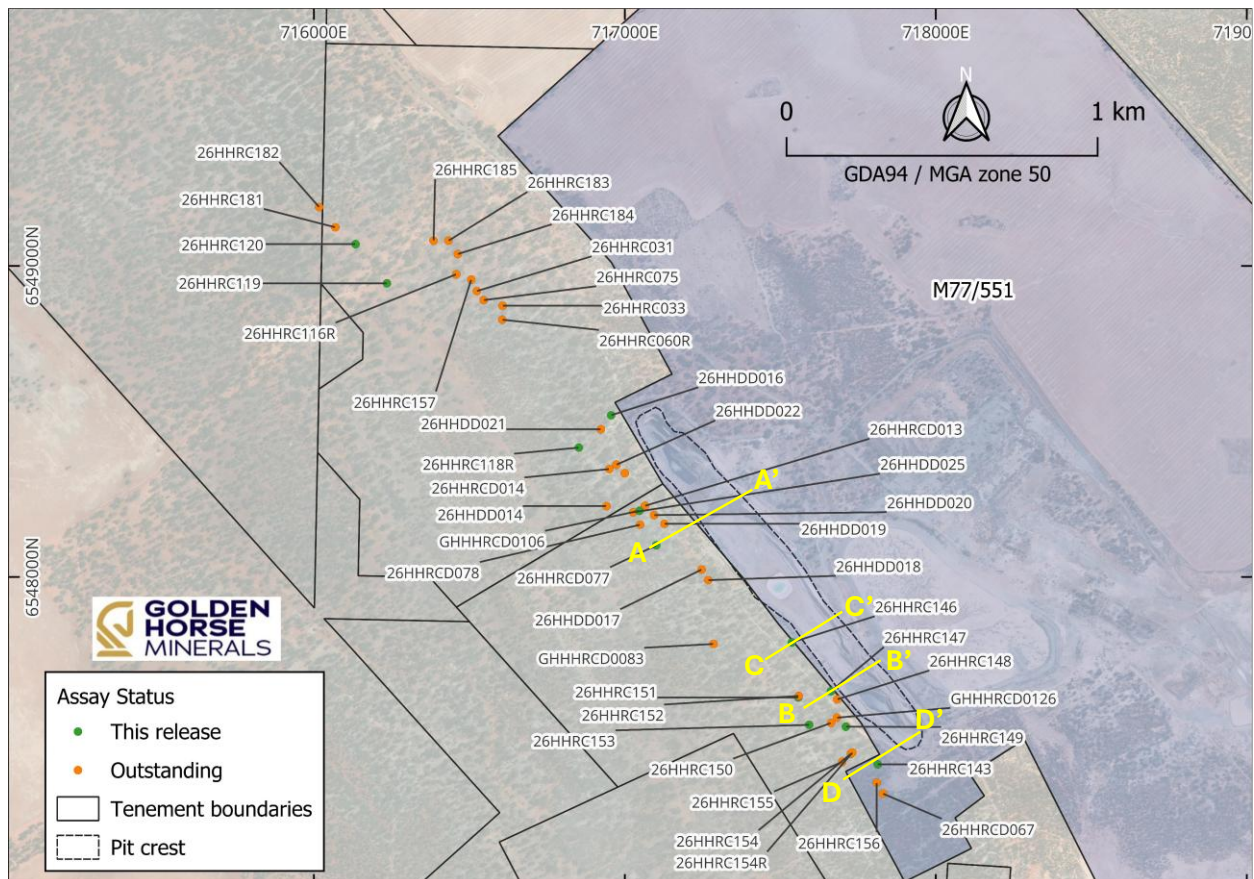 716000E
717000E
718000E
7190
N
0
1 km
GDA94 / MGA zone 50
26HHRC182
26HHRC185
26HHRC183
26HHRC181
26HHRC184
26HHRC120
26HHRC031
6549000N
26HHRC119
26HHRC075
M77/551
26HHRC033
26HHRC116R
26HHRC060R
26HHDD016
26HHRC157
26HHDD022
26HHDD021
26HHRCD013
26HHRC118R
26HHDD025
A'
26HHRCD014
26HHDD020
26HHDD014
26HHDD019
GHHHRCD0106
A
26HHRCD078
26HHDD018
26HHRCD077
6548000N
C'
26HHRC146
26HHDD017
26HHRC147
GHHHRCD0083
C
B'
26HHRC148
GOLDEN
HORSE
MINERALS
26HHRC151
GHHHRCD0126
B
26HHRC152
D'
26HHRC149
26HHRC153
26HHRC143
26HHRC150
D
26HHRC155
26HHRCD067
26HHRC154
26HHRC156
26HHRC154R
Assay Status
This release
Outstanding
Tenement boundaries
Pit crest